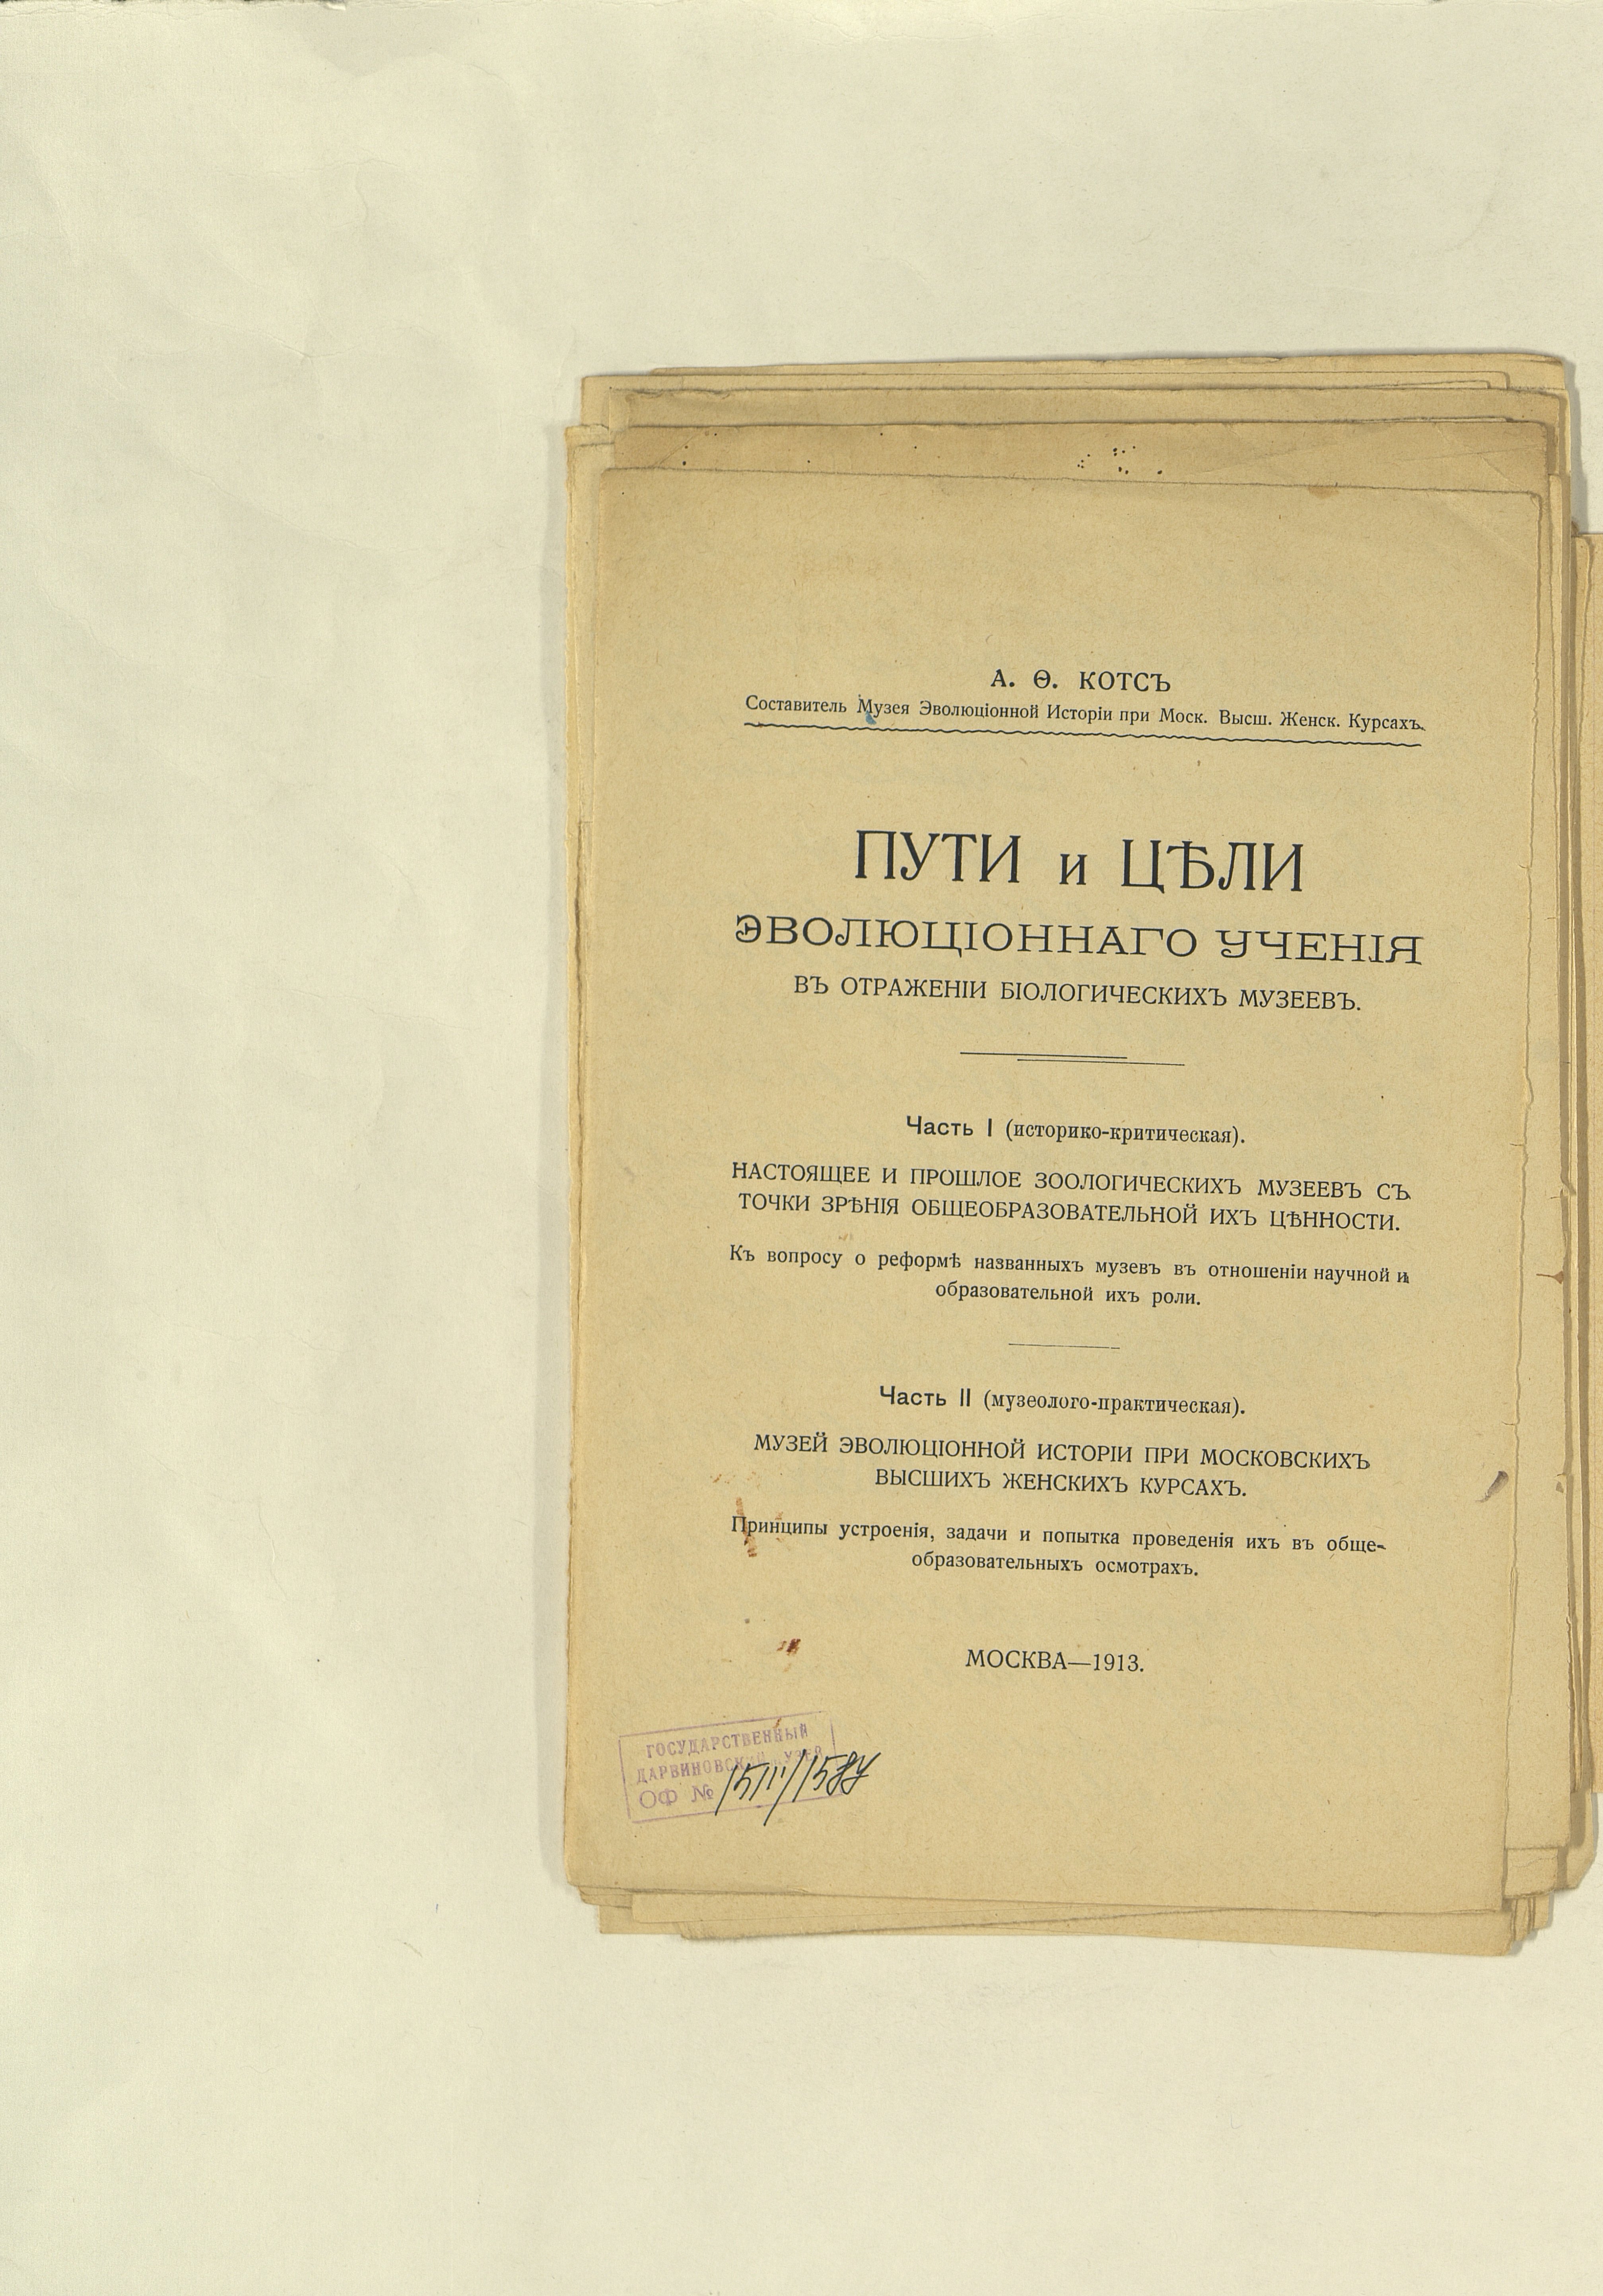 А. Ѳ. КОТСЪ
Составитель Музея Эволюціонной Исторіи при Моск. Высш. Женск. Курсахъ.
ПУТИ и ЦѢЛИ
ЭВОЛЮЦІОННАГО УЧЕНІЯ
ВЪ ОТРАЖЕНІИ БІОЛОГИЧЕСКИХЪ МУЗЕЕВЪ.
Часть I (историко-критическая).
НАСТОЯЩЕЕ И ПРОШЛОЕ ЗООЛОГИЧЕСКИХЪ МУЗЕЕВЪ СЪ
ТОЧКИ ЗРѢНІЯ ОБЩЕОБРАЗОВАТЕЛЬНОЙ ИХЪ ЦѢННОСТИ.
Къ вопросу о реформѣ названныхъ музевъ въ отношеніи научной и
образовательной ихъ роли.
Часть II (музеолого-практическая).
МУЗЕЙ ЭВОЛЮЦІОННОЙ ИСТОРІИ ПРИ МОСКОВСКИХЪ
ВЫСШИХЪ ЖЕНСКИХЪ КУРСАХЪ.
Принципы устроенія, задачи и попытка проведенія ихъ въ обще-
образовательныхъ осмотрахъ.
МОСКВА—1913.
ГОСУДАРСТВЕННЫЙ
ДАРВИНОВСКИЙ МУЗЕЙ
ОФ №